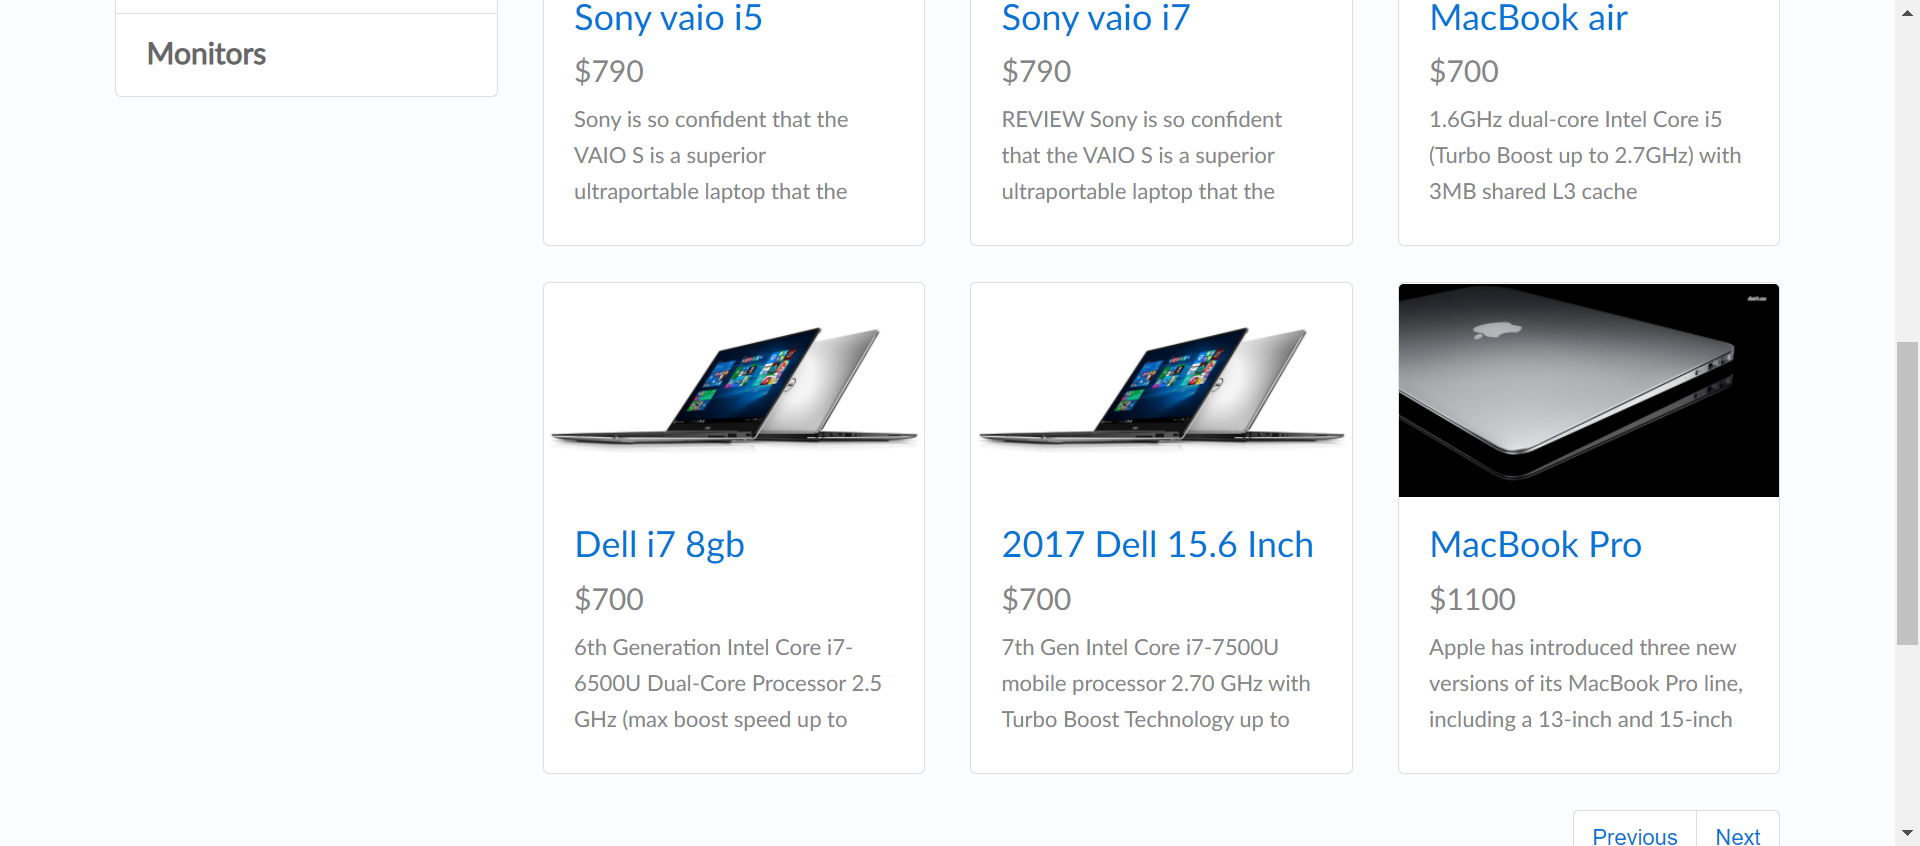 Monitors
Sony vaio i5
$790
Sony is so confident that the
VAIO S is a superior
ultraportable laptop that the
Sony vaio i7
$790
REVIEW Sony is so confident
that the VAIO S is a superior
ultraportable laptop that the
MacBook air
$700
1.6GHz dual-core Intel Core i5
(Turbo Boost up to 2.7GHz) with
3MB shared L3 cache
Dell i7 8gb
$700
6th Generation Intel Core i7-
6500U Dual-Core Processor 2.5
GHz (max boost speed up to
2017 Dell 15.6 Inch
$700
7th Gen Intel Core i7-7500U
mobile processor 2.70 GHz with
Turbo Boost Technology up to
MacBook Pro
$1100
Apple has introduced three new
versions of its MacBook Pro line,
including a 13-inch and 15-inch
Previous
Next